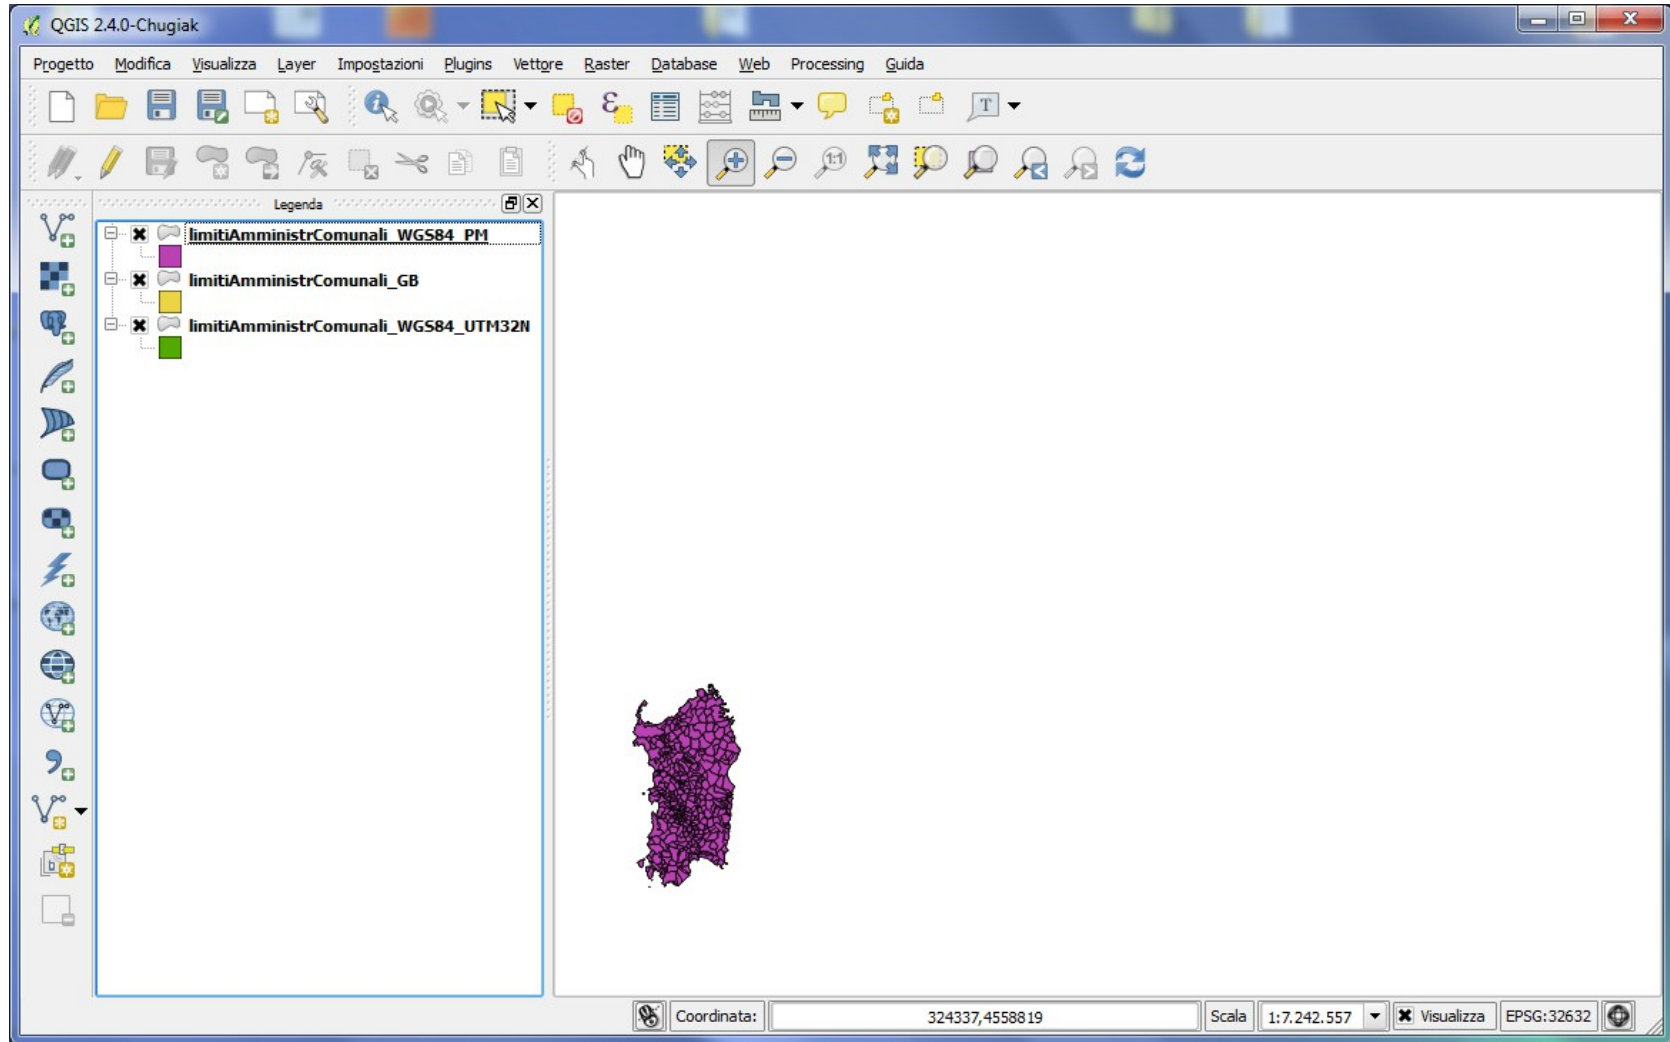 QGIS 2.4.0-Chugiak
Progetto Modifica Visualizza Layer Impostazioni Plugins Vettore Raster Database Web Processing Guida
Legenda
limitiAmministrComunali_WGS84_PM
limitiAmministrComunali_GB
limitiAmministrComunali_WGS84_UTM32N
Coordinata: 324337,4558819 Scala 1:7.242.557 Visualizza EPSG:32632